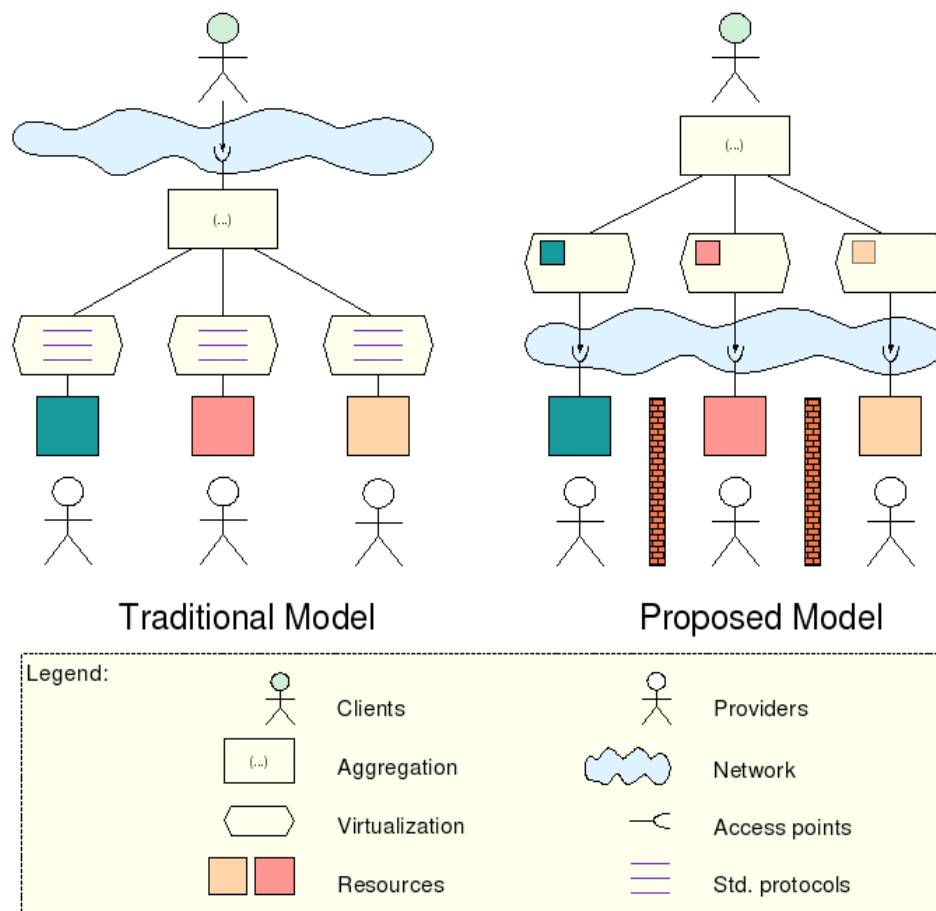 (...)
(...)
Traditional Model
Proposed Model
Legend:
Clients
Providers
(...)
Aggregation
Network
Virtualization
Access points
Resources
Std. protocols